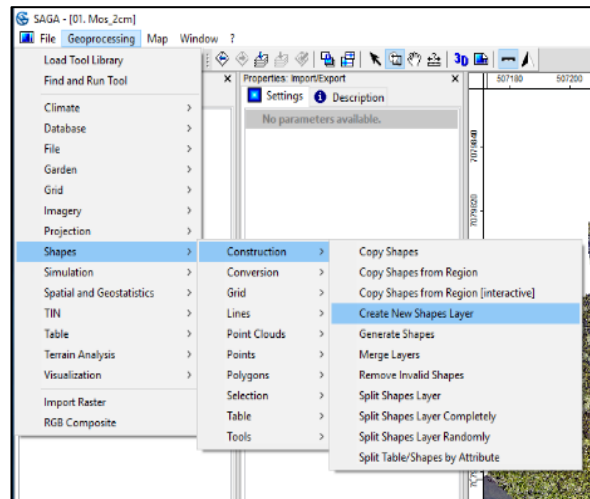 SAGA - [01. Mos_2cm]
File Geoprocessing Map Window ?
Load Tool Library
Find and Run Tool
Climate
Database
File
Garden
Grid
Imagery
Projection
Shapes
Simulation
Spatial and Geostatistics
TIN
Table
Terrain Analysis
Visualization
Import Raster
RGB Composite
3D
Properties: Import/Export
Settings Description
No parameters available.
507180 507200
7079840
7079820
Construction
Conversion
Grid
Lines
Point Clouds
Points
Polygons
Selection
Table
Tools
Copy Shapes
Copy Shapes from Region
Copy Shapes from Region [interactive]
Create New Shapes Layer
Generate Shapes
Merge Layers
Remove Invalid Shapes
Split Shapes Layer
Split Shapes Layer Completely
Split Shapes Layer Randomly
Split Table/Shapes by Attribute